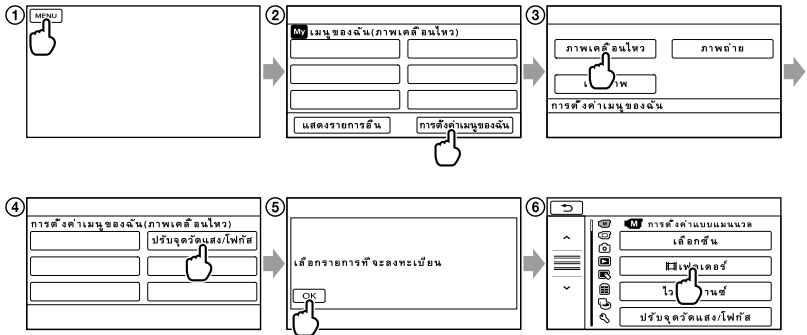 1
MENU
2
My เมนูของฉัน(ภาพเคลื่อนไหว)
แสดงรายการอื่น
การตั้งค่าเมนูของฉัน
3
ภาพเคลื่อนไหว
ภาพถ่าย
การตั้งค่าเมนูของฉัน
4
การตั้งค่าเมนูของฉัน(ภาพเคลื่อนไหว)
ปรับจุดวัดแสง/โฟกัส
5
เลือกรายการที่จะลงทะเบียน
OK
6
M การตั้งค่าแบบแมนนวล
เลือกซีน
ปรับจุดวัดแสง/โฟกัส